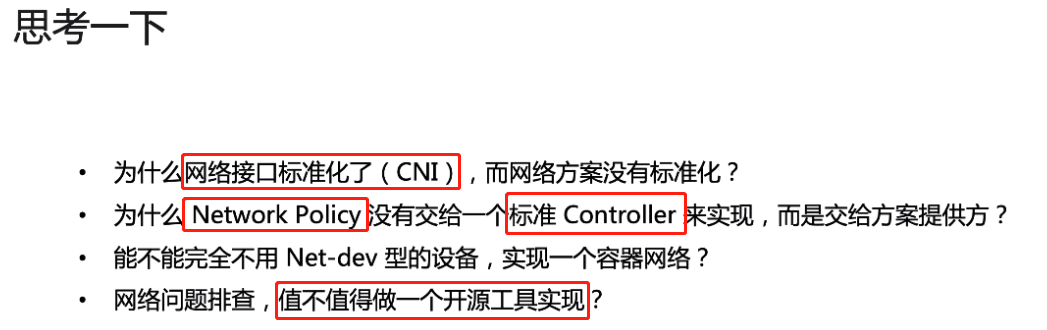 思考一下
• 为什么网络接口标准化了（CNI），而网络方案没有标准化？
• 为什么 Network Policy 没有交给一个标准 Controller 来实现，而是交给方案提供方？
• 能不能完全不用 Net-dev 型的设备，实现一个容器网络？
• 网络问题排查，值不值得做一个开源工具实现？